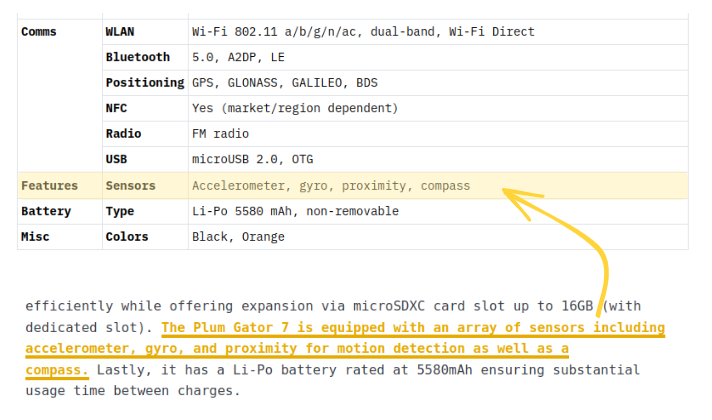 Comms WLAN Wi-Fi 802.11 a/b/g/n/ac, dual-band, Wi-Fi Direct
Bluetooth 5.0, A2DP, LE
Positioning GPS, GLONASS, GALILEO, BDS
NFC Yes (market/region dependent)
Radio FM radio
USB microUSB 2.0, OTG
Features Sensors Accelerometer, gyro, proximity, compass
Battery Type Li-Po 5580 mAh, non-removable
Misc Colors Black, Orange
efficiently while offering expansion via microSDXC card slot up to 16GB (with
dedicated slot). The Plum Gator 7 is equipped with an array of sensors including
accelerometer, gyro, and proximity for motion detection as well as a
compass. Lastly, it has a Li-Po battery rated at 5580mAh ensuring substantial
usage time between charges.